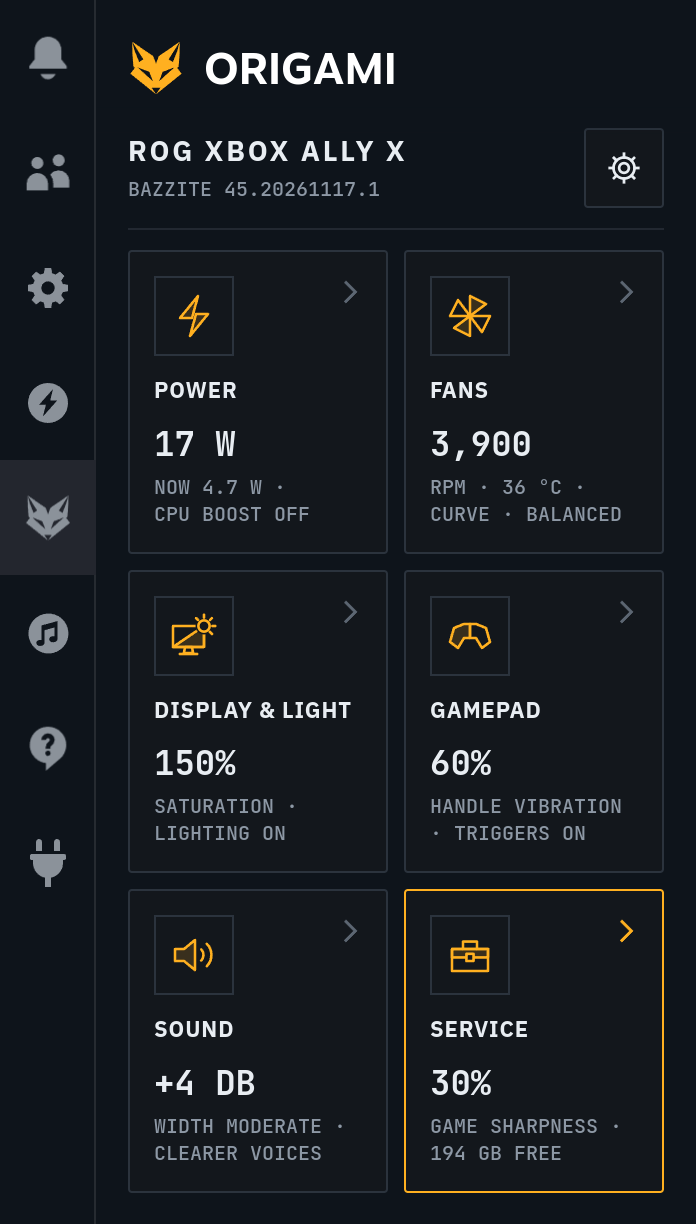 ORIGAMI
ROG XBOX ALLY X
BAZZITE 45.20261117.1
POWER
17 W
NOW 4.7 W ·
CPU BOOST OFF
FANS
3,900
RPM · 36 °C ·
CURVE · BALANCED
DISPLAY & LIGHT
150%
SATURATION ·
LIGHTING ON
GAMEPAD
60%
HANDLE VIBRATION
· TRIGGERS ON
SOUND
+4 DB
WIDTH MODERATE ·
CLEARER VOICES
SERVICE
30%
GAME SHARPNESS ·
194 GB FREE